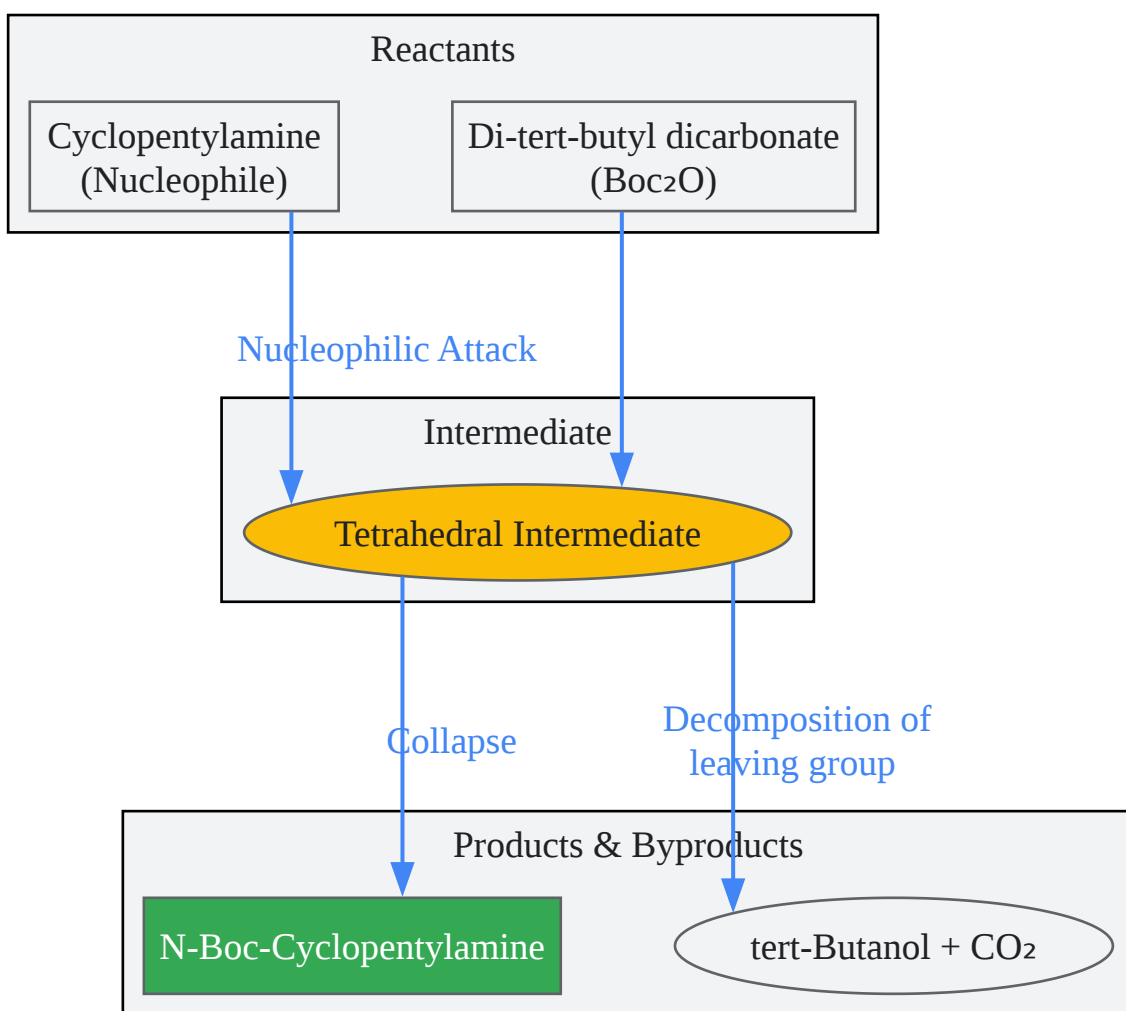 Reactants
Cyclopentylamine
(Nucleophile)
Di-tert-butyl dicarbonate
(Boc₂O)
Nucleophilic Attack
Intermediate
Tetrahedral Intermediate
Collapse
Decomposition of
leaving group
Products & Byproducts
N-Boc-Cyclopentylamine
tert-Butanol + CO₂